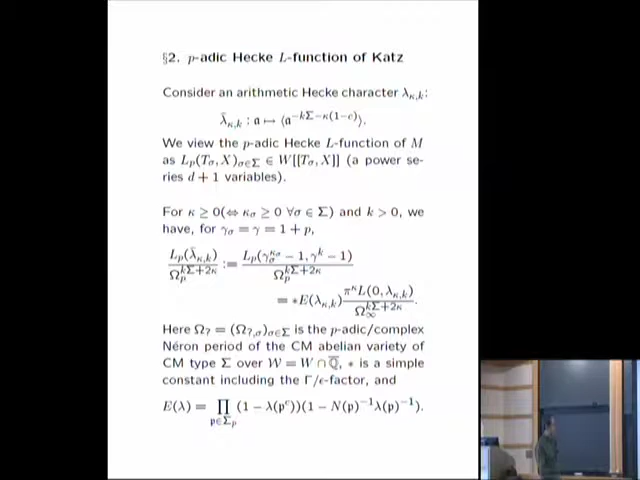 §2. p-adic Hecke L-function of Katz
Consider an arithmetic Hecke character λ_{κ,k}:
λ̂_{κ,k} : 𝔞 ↦ ⟨𝔞^{−kΣ−κ(1−c)}⟩.
We view the p-adic Hecke L-function of M
as L_p(T_σ, X)_{σ∈Σ} ∈ W[[T_σ, X]] (a power se-
ries d + 1 variables).
For κ ≥ 0(⇔ κ_σ ≥ 0 ∀σ ∈ Σ) and k > 0, we
have, for γ_σ = γ = 1 + p,
L_p(λ̂_{κ,k}) / Ω_p^{kΣ+2κ} := L_p(γ_σ^{κ_σ} − 1, γ^k − 1) / Ω_p^{kΣ+2κ}
= ∗E(λ_{κ,k}) π^κ L(0, λ_{κ,k}) / Ω_∞^{kΣ+2κ}.
Here Ω_? = (Ω_{?,σ})_{σ∈Σ} is the p-adic/complex
Néron period of the CM abelian variety of
CM type Σ over 𝒲 = W ∩ ℚ̅, ∗ is a simple
constant including the Γ/ε-factor, and
E(λ) = ∏_{𝔭∈Σ_p} (1 − λ(𝔭^c))(1 − N(𝔭)^{−1}λ(𝔭)^{−1}).